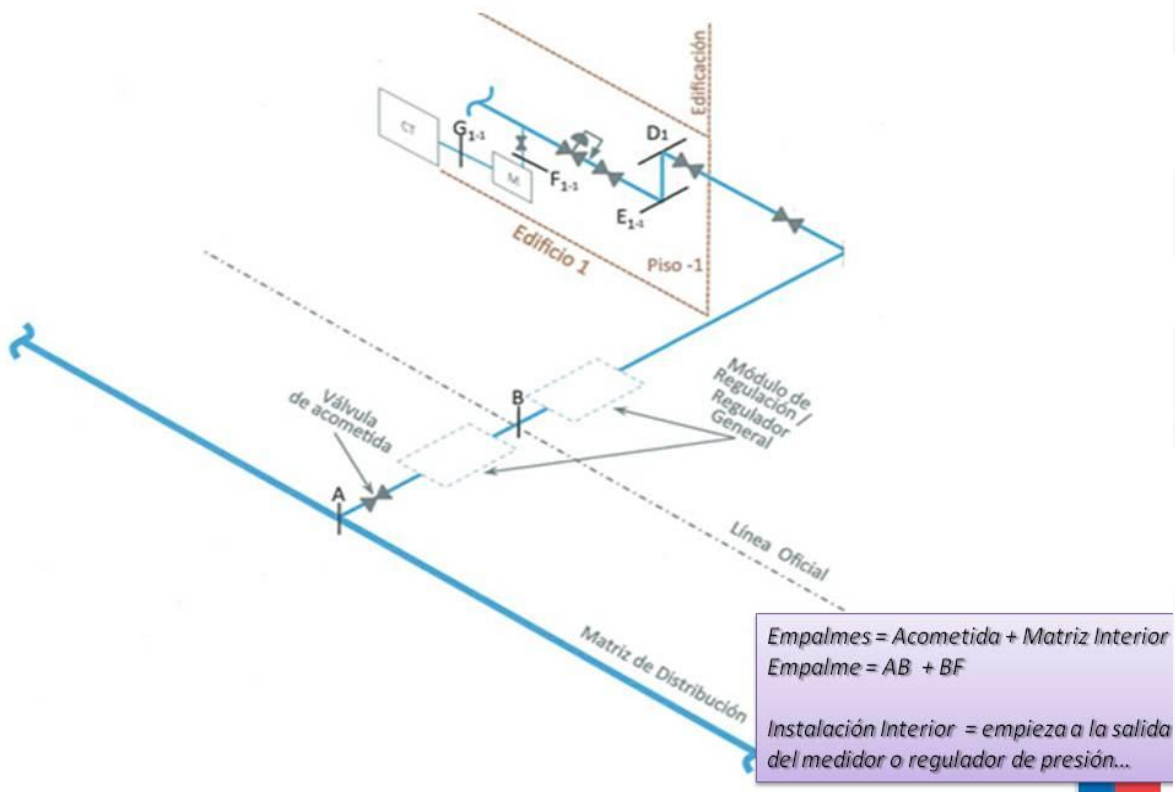 Edificación
CT
G1-1
D1
M
F1-1
E1-1
Edificio 1
Piso -1
Módulo de
Regulación /
Regulador
General
B
Válvula
de acometida
A
Línea Oficial
Matriz de Distribución
Empalmes = Acometida + Matriz Interior
Empalme = AB + BF
Instalación Interior = empieza a la salida
del medidor o regulador de presión...